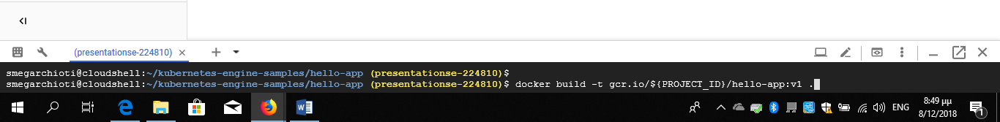 (presentationse-224810)
smegarchioti@cloudshell:~/kubernetes-engine-samples/hello-app (presentationse-224810)$
smegarchioti@cloudshell:~/kubernetes-engine-samples/hello-app (presentationse-224810)$ docker build -t gcr.io/${PROJECT_ID}/hello-app:v1 .
ENG
8:49 μμ
8/12/2018
1